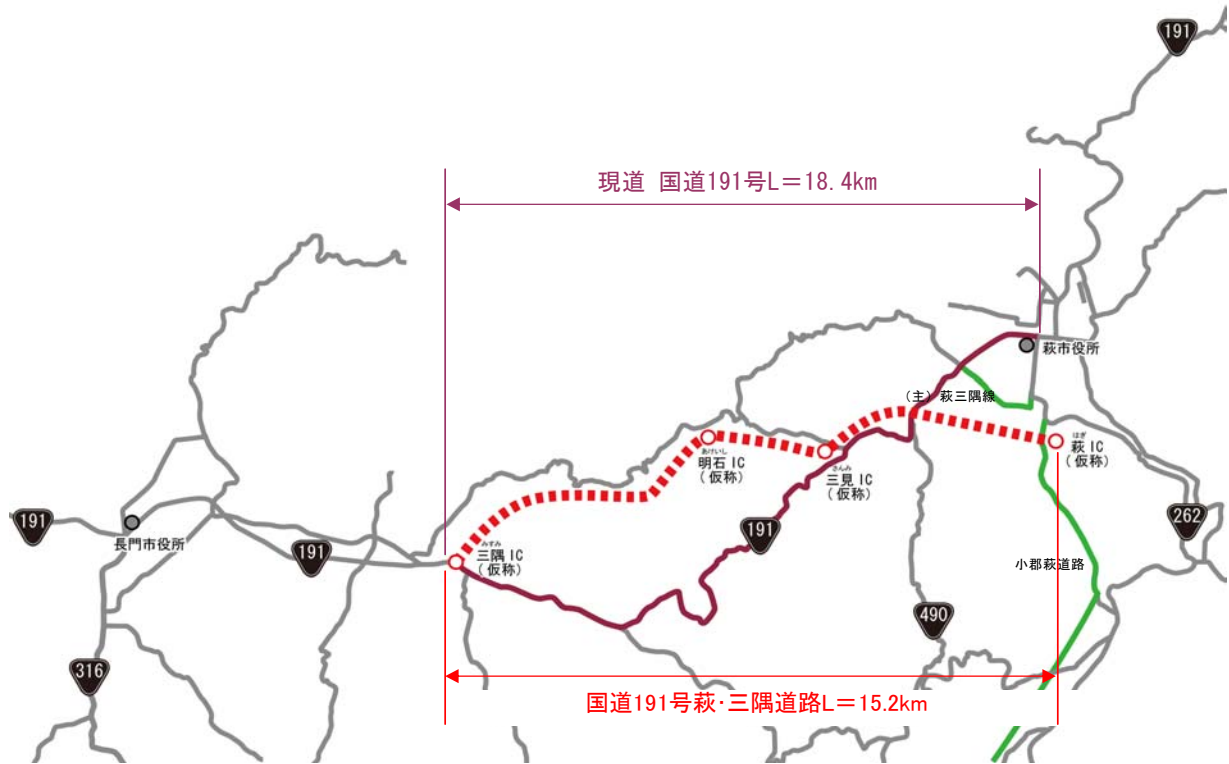 191
現道 国道191号L＝18.4km
萩市役所
(主) 萩三隅線
あけいし
明石 IC
(仮称)
さんみ
三見 IC
(仮称)
はぎ
萩 IC
(仮称)
191
長門市役所
191
191
262
みすみ
三隅 IC
(仮称)
小郡萩道路
490
316
国道191号萩･三隅道路L＝15.2km